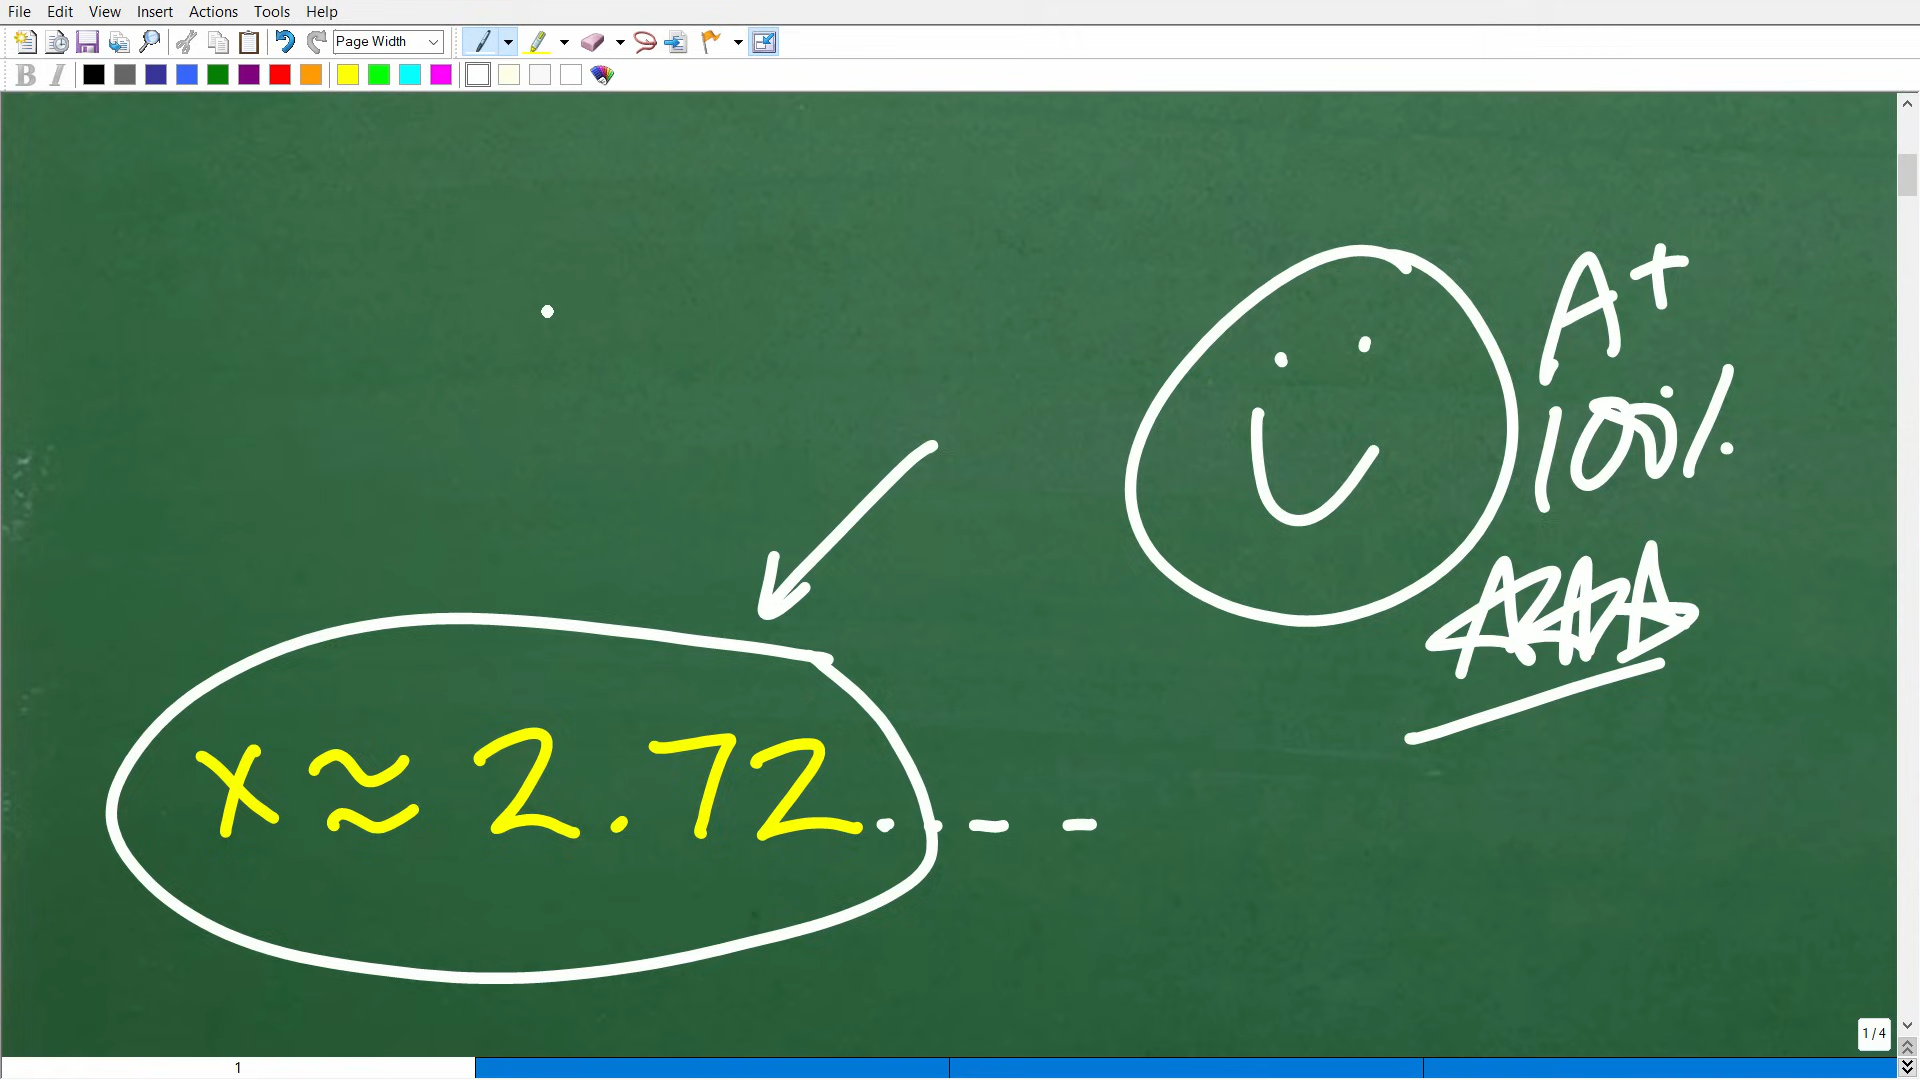 File Edit View Insert Actions Tools Help
Page Width
B I
A+
100%
x ≈ 2.72
1 / 4
1